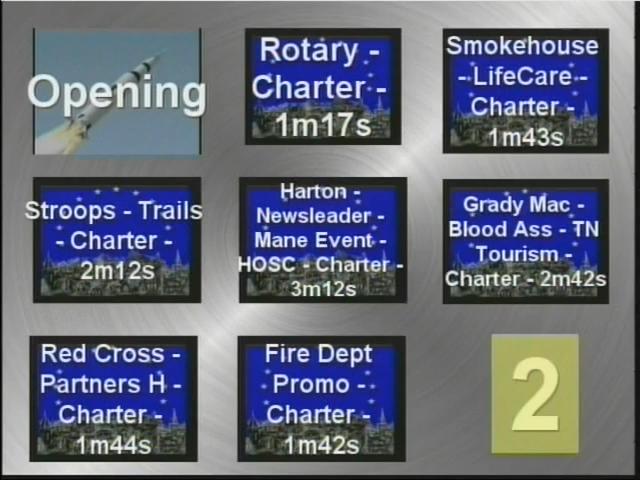 Opening
Rotary -
Charter -
1m17s
Smokehouse
- LifeCare -
Charter -
1m43s
Stroops - Trails
- Charter -
2m12s
Harton -
Newsleader -
Mane Event -
HOSC - Charter -
3m12s
Grady Mac -
Blood Ass - TN
Tourism -
Charter - 2m42s
Red Cross -
Partners H -
Charter -
1m44s
Fire Dept
Promo -
Charter -
1m42s
2